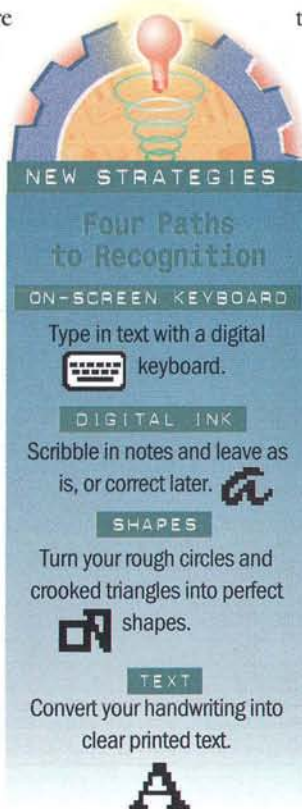 re
t
NEW STRATEGIES
Four Paths
to Recognition
ON-SCREEN KEYBOARD
Type in text with a digital
keyboard.
DIGITAL INK
Scribble in notes and leave as
is, or correct later. a
SHAPES
Turn your rough circles and
crooked triangles into perfect
shapes.
TEXT
Convert your handwriting into
clear printed text.
A